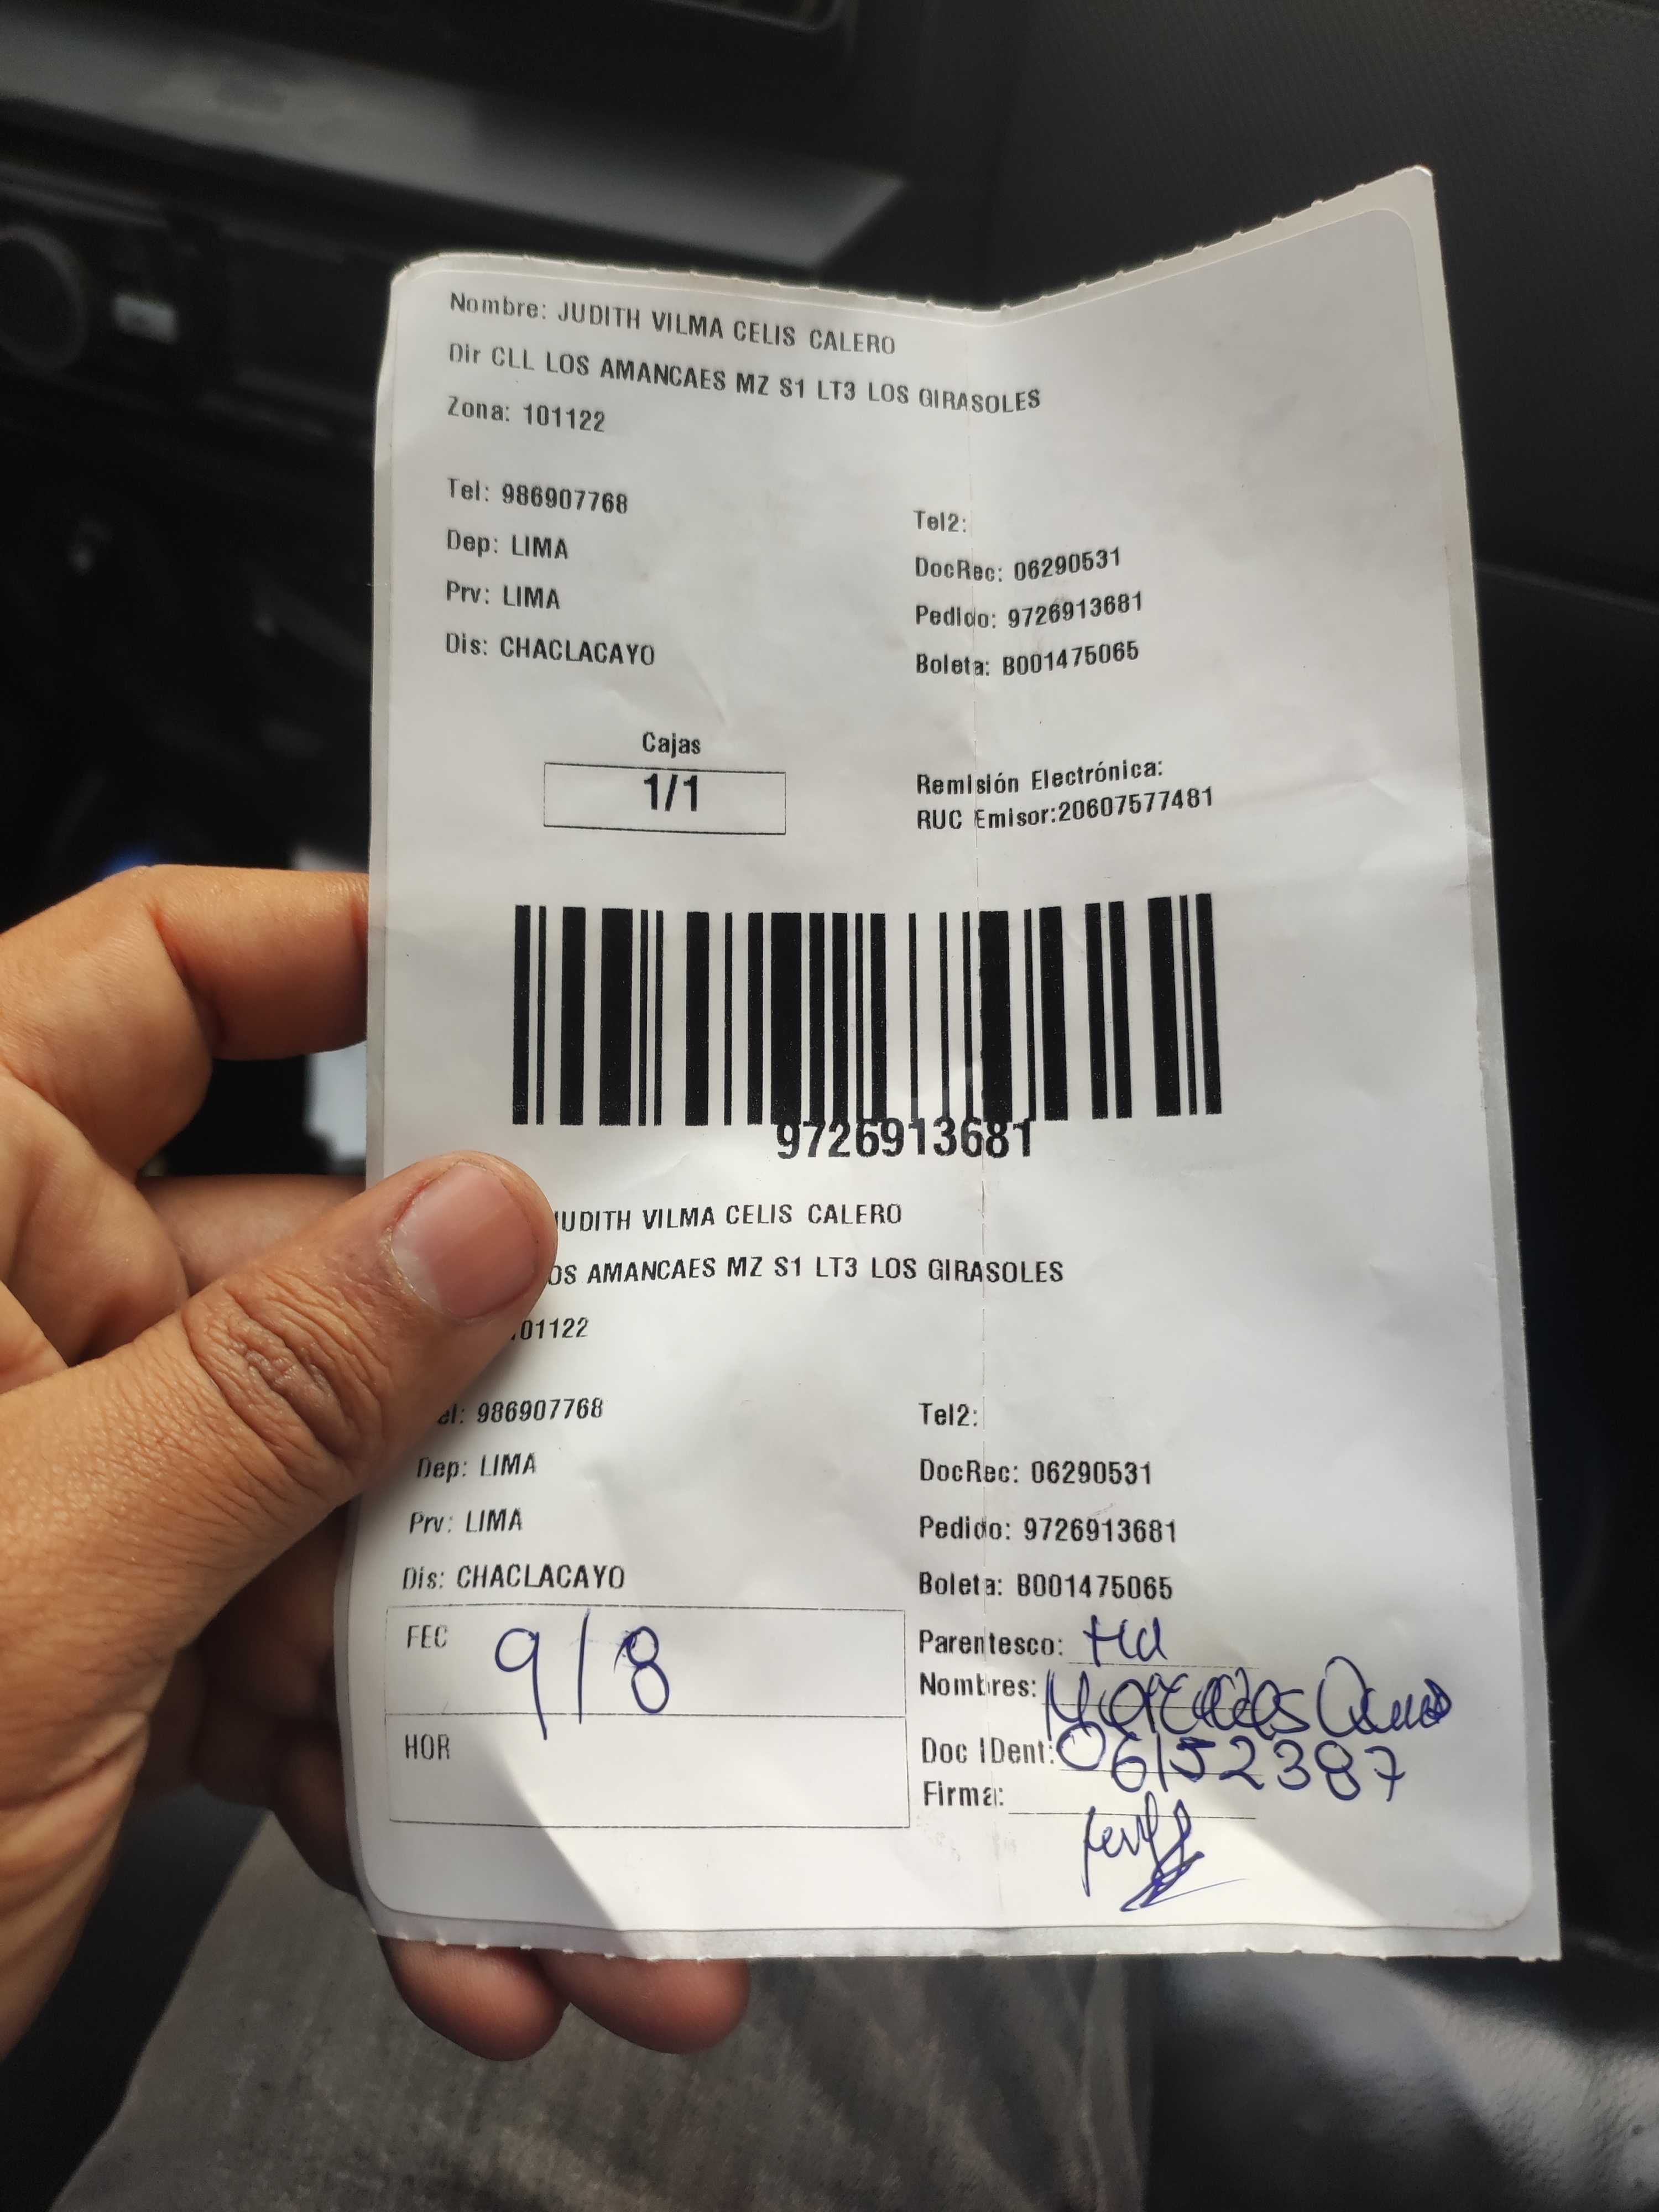 Nombre: JUDITH VILMA CELIS CALERO
Dir CLL LOS AMANCAES MZ S1 LT3 LOS GIRASOLES
Zona: 101122
Tel: 986907768
Tel2:
Dep: LIMA
DocRec: 06290531
Prv: LIMA
Pedido: 9726913681
Dis: CHACLACAYO
Boleta: B001475065
Cajas
1/1
Remisión Electrónica:
RUC Emisor:20607577481
9726913681
JUDITH VILMA CELIS CALERO
OS AMANCAES MZ S1 LT3 LOS GIRASOLES
01122
el: 986907768
Tel2:
Dep: LIMA
DocRec: 06290531
Prv: LIMA
Pedido: 9726913681
Dis: CHACLACAYO
Boleta: B001475065
FEC 9/8
Parentesco:
Nombres:
HOR
Doc IDent: 06152387
Firma: